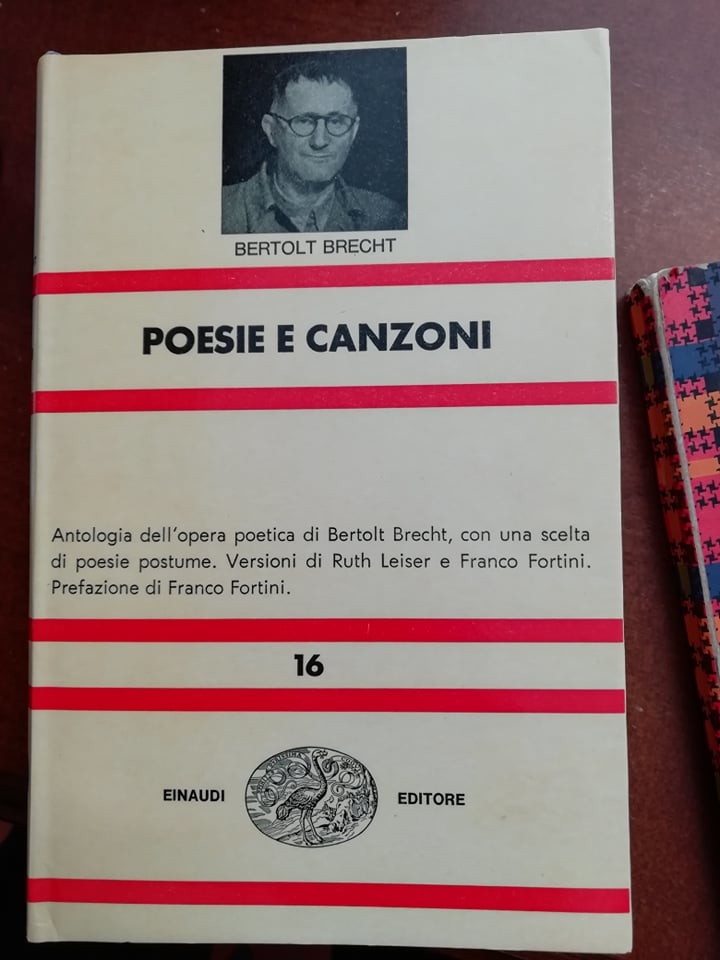 BERTOLT BRECHT
POESIE E CANZONI
Antologia dell'opera poetica di Bertolt Brecht, con una scelta
di poesie postume. Versioni di Ruth Leiser e Franco Fortini.
Prefazione di Franco Fortini.
16
EINAUDI EDITORE